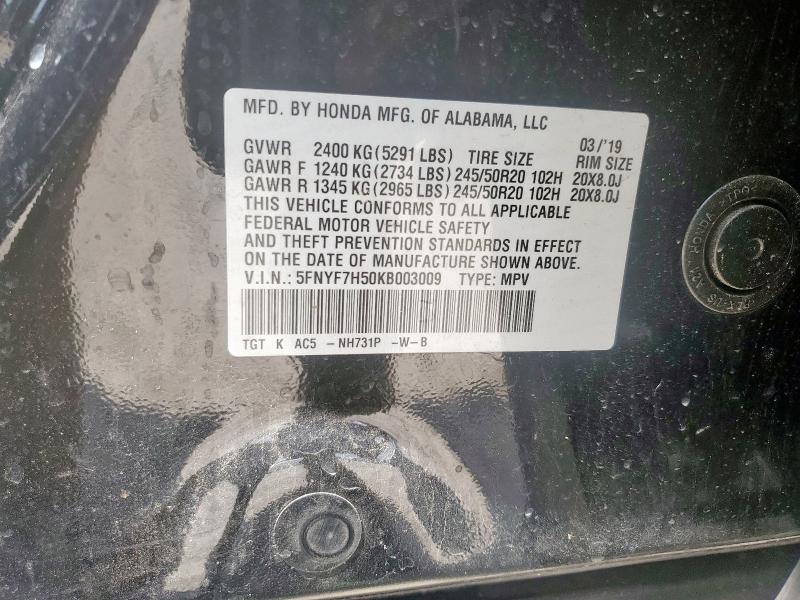 MFD. BY HONDA MFG. OF ALABAMA, LLC
03/'19
GVWR 2400 KG(5291 LBS) TIRE SIZE RIM SIZE
GAWR F 1240 KG(2734 LBS) 245/50R20 102H 20X8.0J
GAWR R 1345 KG(2965 LBS) 245/50R20 102H 20X8.0J
THIS VEHICLE CONFORMS TO ALL APPLICABLE
FEDERAL MOTOR VEHICLE SAFETY
AND THEFT PREVENTION STANDARDS IN EFFECT
ON THE DATE OF MANUFACTURE SHOWN ABOVE.
V.I.N.: 5FNYF7H50KB003009 TYPE: MPV
TGT K AC5 -NH731P -W-B
HONDA